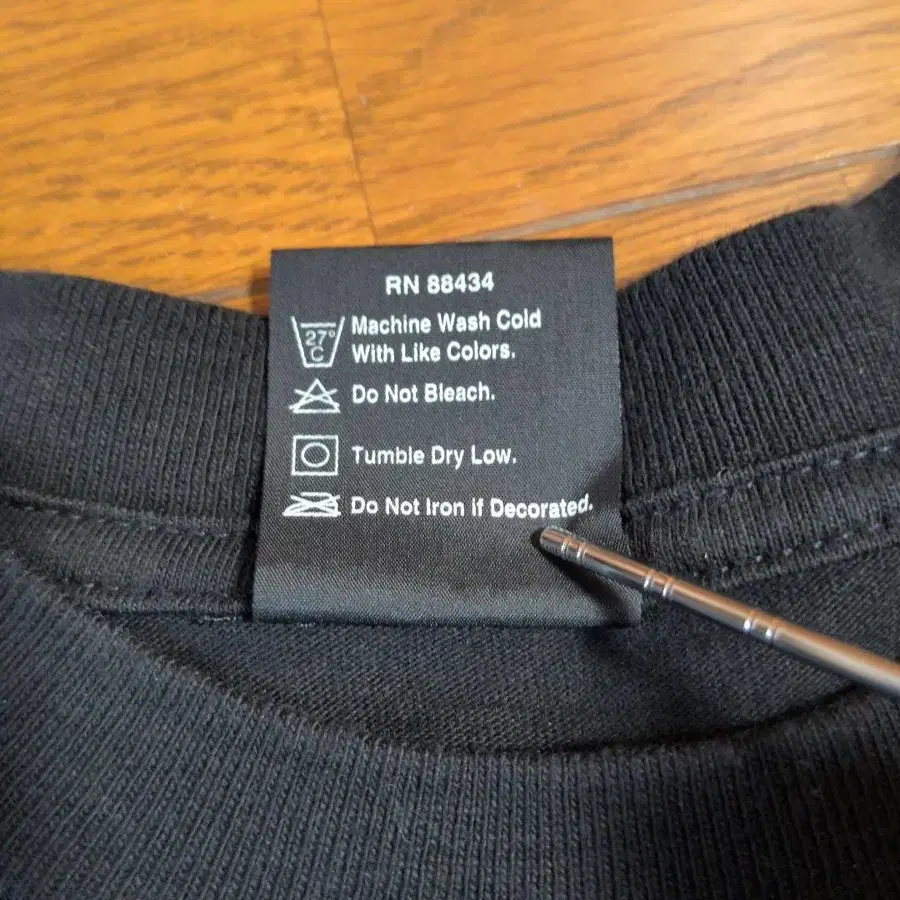 RN 88434
27°
C
Machine Wash Cold
With Like Colors.
Do Not Bleach.
Tumble Dry Low.
Do Not Iron if Decorated.